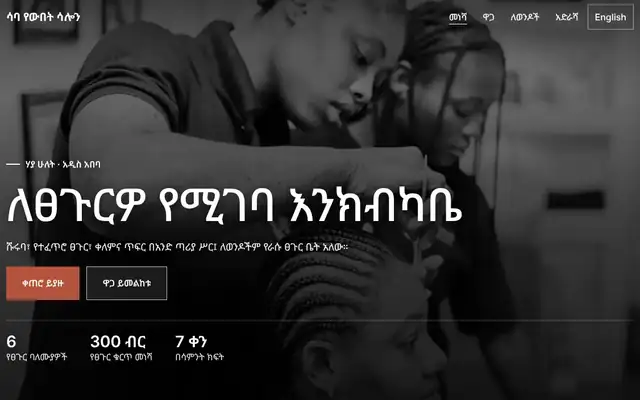 ሳባ የውበት ሳሎን
መነሻ
ዋጋ
ለወንዶች
አድራሻ
English
ሃያ ሁለት · አዲስ አበባ
ለፀጉርዎ የሚገባ እንክብካቤ
ሹሩባ፣ የተፈጥሮ ፀጉር፣ ቀለምና ጥፍር በአንድ ጣሪያ ሥር፤ ለወንዶችም የራሱ ፀጉር ቤት አለው።
ቀጠሮ ይያዙ
ዋጋ ይመልከቱ
6
300 ብር
7 ቀን
የፀጉር ባለሙያዎች
የፀጉር ቁርጥ መነሻ
በሳምንት ክፍት